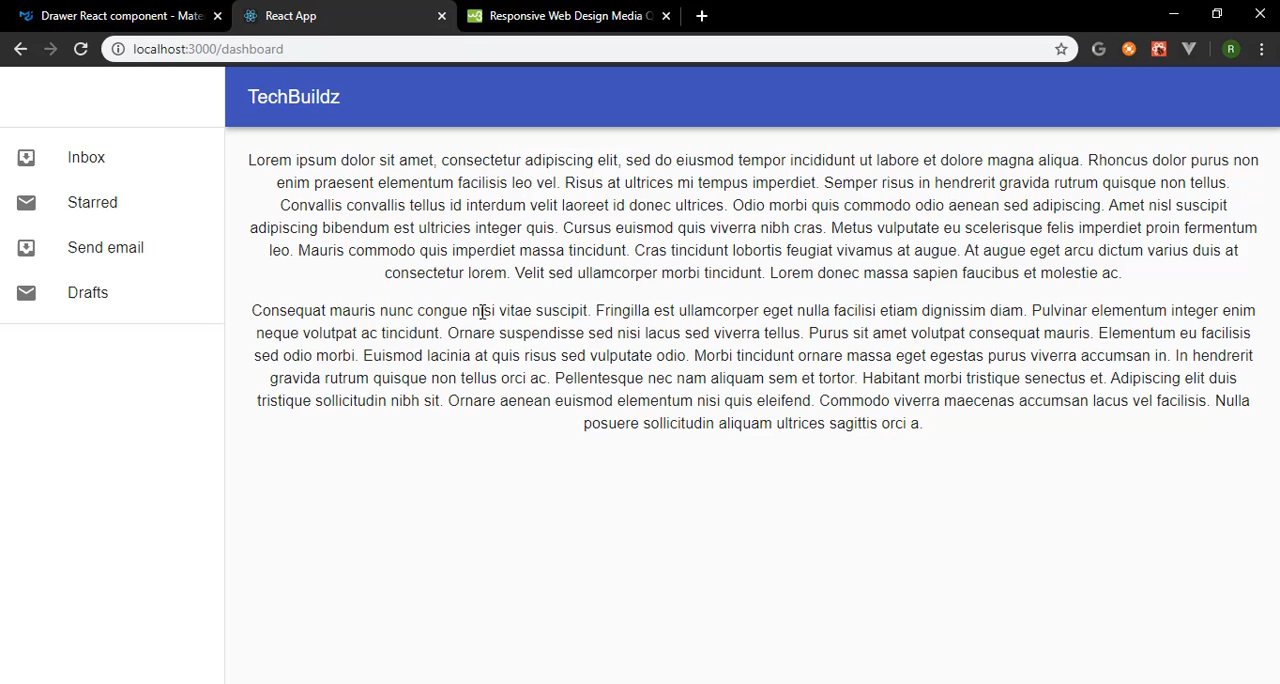 Drawer React component - Mate
React App
Responsive Web Design Media Q
localhost:3000/dashboard
R
TechBuildz
Inbox
Starred
Send email
Drafts
Lorem ipsum dolor sit amet, consectetur adipiscing elit, sed do eiusmod tempor incididunt ut labore et dolore magna aliqua. Rhoncus dolor purus non
enim praesent elementum facilisis leo vel. Risus at ultrices mi tempus imperdiet. Semper risus in hendrerit gravida rutrum quisque non tellus.
Convallis convallis tellus id interdum velit laoreet id donec ultrices. Odio morbi quis commodo odio aenean sed adipiscing. Amet nisl suscipit
adipiscing bibendum est ultricies integer quis. Cursus euismod quis viverra nibh cras. Metus vulputate eu scelerisque felis imperdiet proin fermentum
leo. Mauris commodo quis imperdiet massa tincidunt. Cras tincidunt lobortis feugiat vivamus at augue. At augue eget arcu dictum varius duis at
consectetur lorem. Velit sed ullamcorper morbi tincidunt. Lorem donec massa sapien faucibus et molestie ac.
Consequat mauris nunc congue nisi vitae suscipit. Fringilla est ullamcorper eget nulla facilisi etiam dignissim diam. Pulvinar elementum integer enim
neque volutpat ac tincidunt. Ornare suspendisse sed nisi lacus sed viverra tellus. Purus sit amet volutpat consequat mauris. Elementum eu facilisis
sed odio morbi. Euismod lacinia at quis risus sed vulputate odio. Morbi tincidunt ornare massa eget egestas purus viverra accumsan in. In hendrerit
gravida rutrum quisque non tellus orci ac. Pellentesque nec nam aliquam sem et tortor. Habitant morbi tristique senectus et. Adipiscing elit duis
tristique sollicitudin nibh sit. Ornare aenean euismod elementum nisi quis eleifend. Commodo viverra maecenas accumsan lacus vel facilisis. Nulla
posuere sollicitudin aliquam ultrices sagittis orci a.